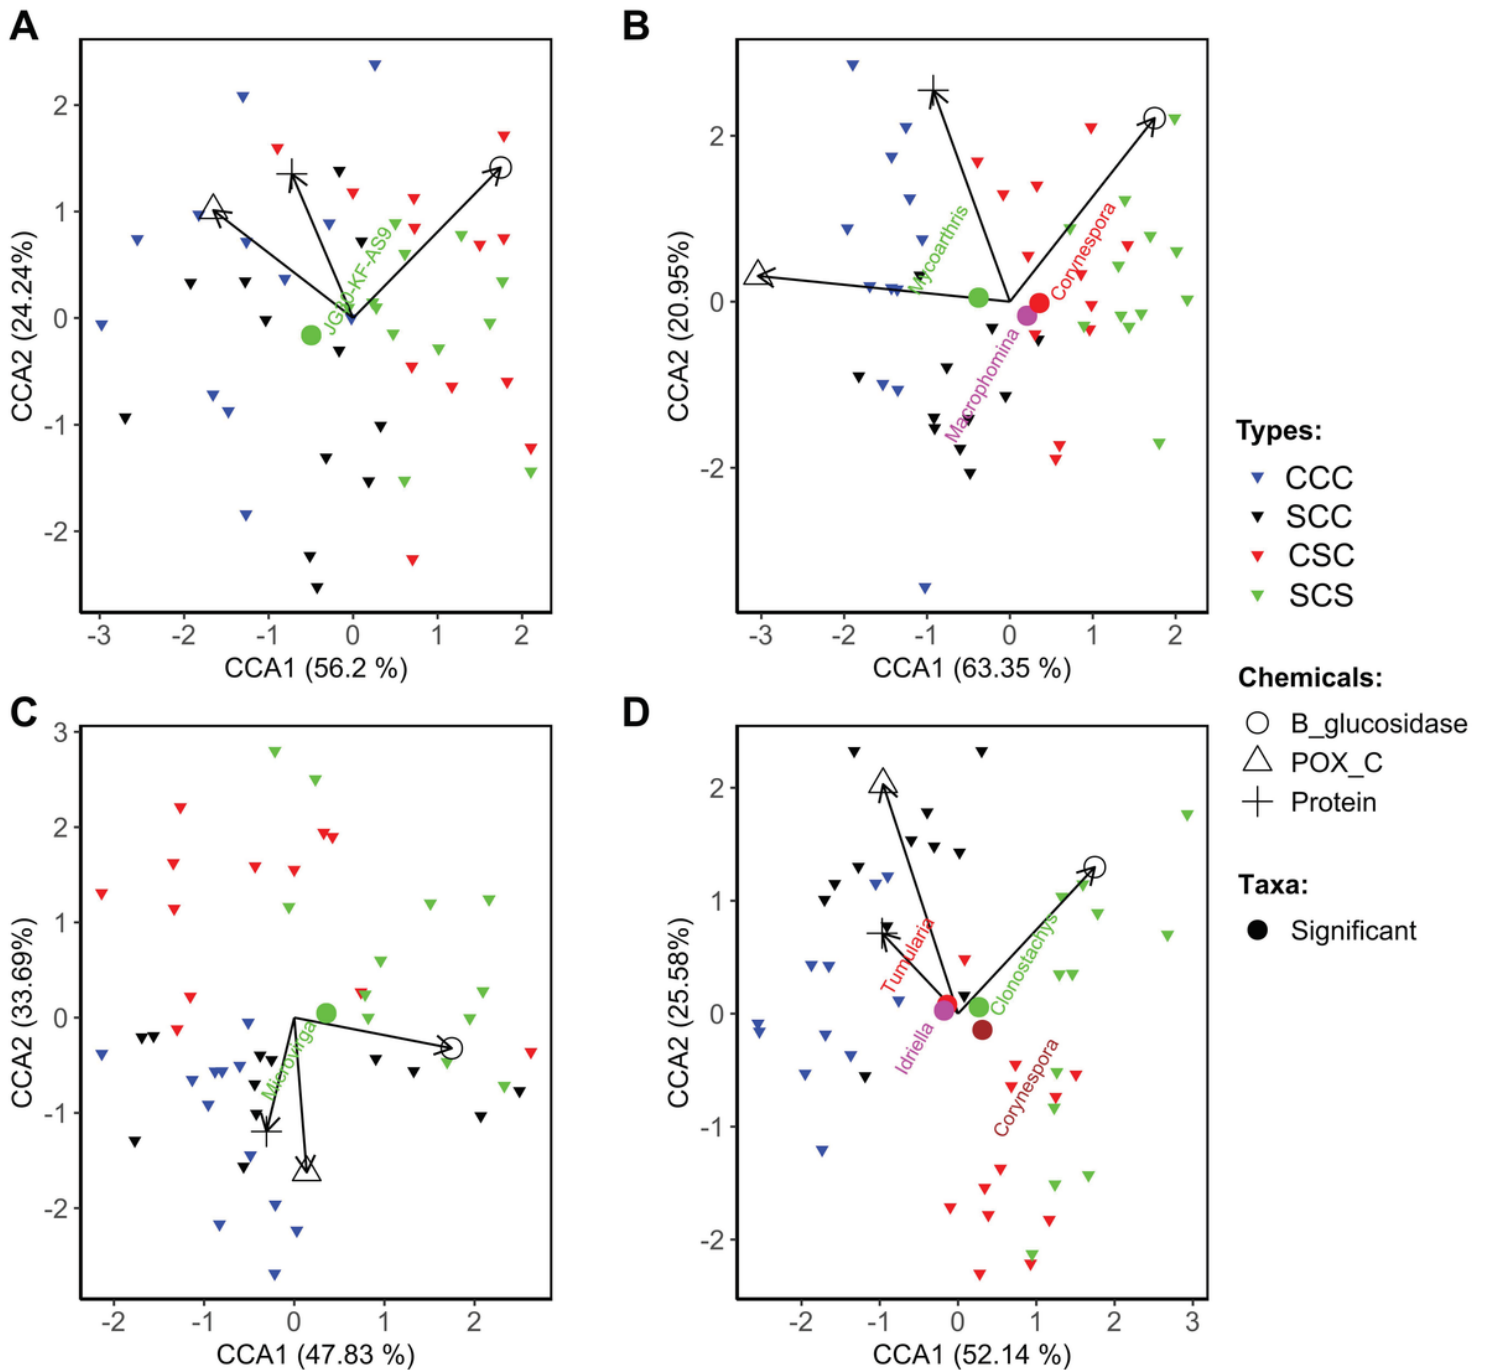 A
2
1
0
-1
-2
CCA2 (24.24%)
JG30-KF-AS9
-3 -2 -1 0 1 2
CCA1 (56.2 %)
B
2
0
-2
CCA2 (20.95%)
Mycoarthris
Corynespora
Macrophomina
-3 -2 -1 0 1 2
CCA1 (63.35 %)
C
3
2
1
0
-1
-2
CCA2 (33.69%)
Microvirga
-2 -1 0 1 2
CCA1 (47.83 %)
D
2
1
0
-1
-2
CCA2 (25.58%)
Tumularia
Clonostachys
Idriella
Corynespora
-2 -1 0 1 2 3
CCA1 (52.14 %)
Types:
CCC
SCC
CSC
SCS
Chemicals:
B_glucosidase
POX_C
Protein
Taxa:
Significant